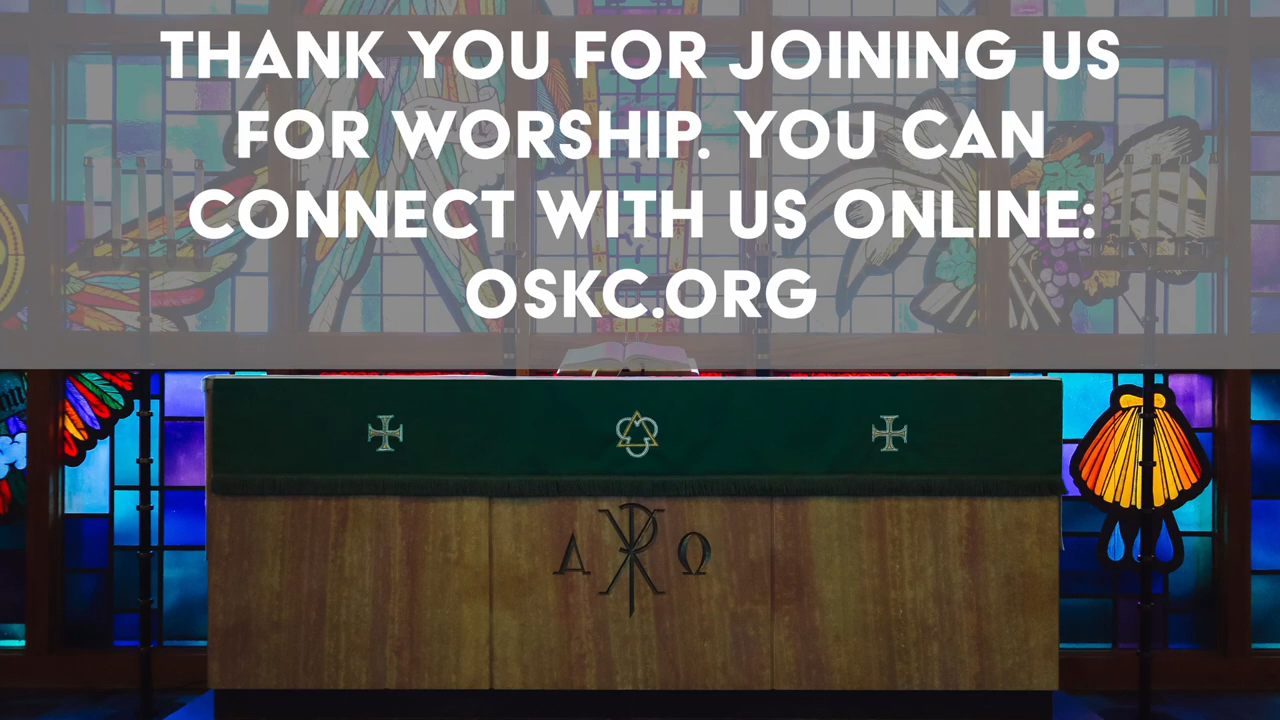 THANK YOU FOR JOINING US
FOR WORSHIP. YOU CAN
CONNECT WITH US ONLINE:
OSKC.ORG
Α ☧ Ω